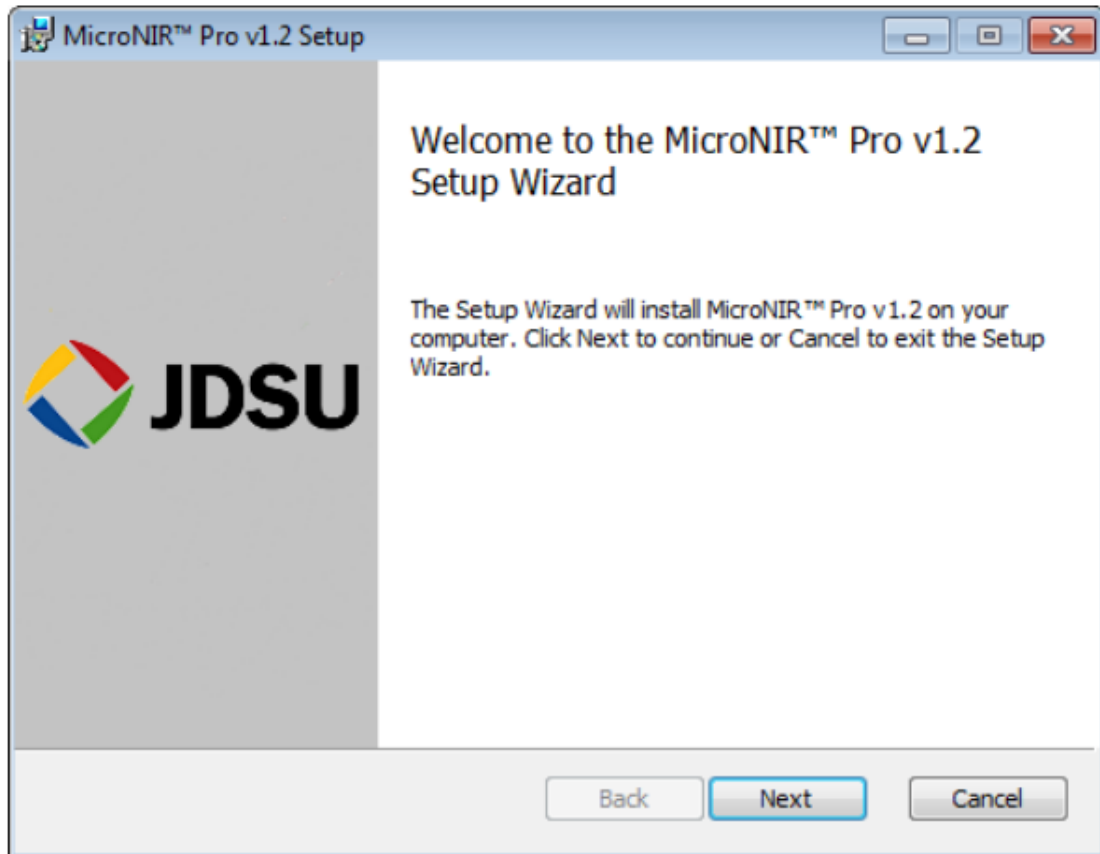 MicroNIR™ Pro v1.2 Setup
Welcome to the MicroNIR™ Pro v1.2
Setup Wizard
The Setup Wizard will install MicroNIR™ Pro v1.2 on your
computer. Click Next to continue or Cancel to exit the Setup
Wizard.
JDSU
Back
Next
Cancel